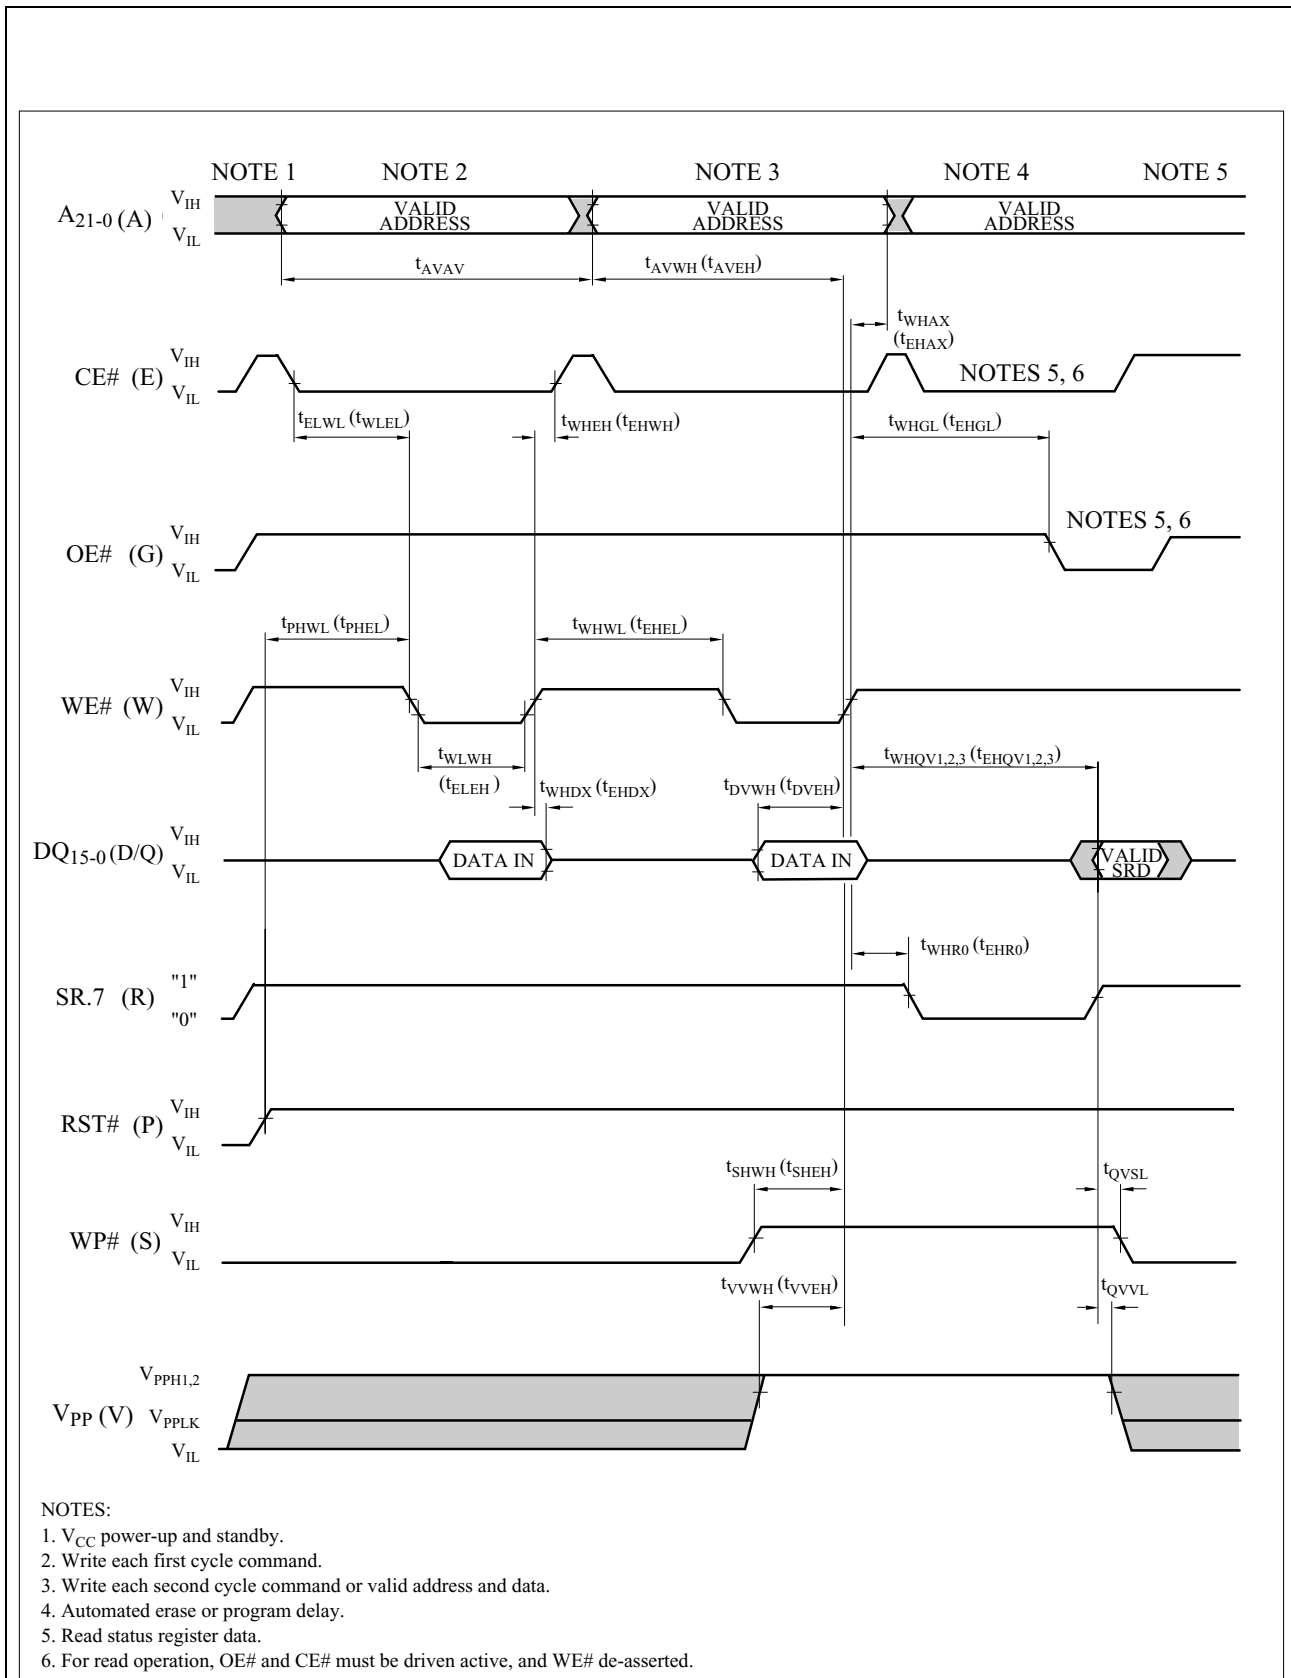 NOTE 1 NOTE 2 NOTE 3 NOTE 4 NOTE 5
A21-0 (A) VIH VIL
VALID ADDRESS VALID ADDRESS VALID ADDRESS
tAVAV tAVWH (tAVEH)
tWHAX
(tEHAX)
CE# (E) VIH VIL
NOTES 5, 6
tELWL (tWLEL) tWHEH (tEHWH) tWHGL (tEHGL)
OE# (G) VIH VIL
NOTES 5, 6
tPHWL (tPHEL) tWHWL (tEHEL)
WE# (W) VIH VIL
tWLWH
(tELEH)
tWHDX (tEHDX) tDVWH (tDVEH) tWHQV1,2,3 (tEHQV1,2,3)
DQ15-0 (D/Q) VIH VIL
DATA IN DATA IN VALID SRD
tWHR0 (tEHR0)
SR.7 (R) "1" "0"
RST# (P) VIH VIL
tSHWH (tSHEH) tQVSL
WP# (S) VIH VIL
tVVWH (tVVEH) tQVVL
VPP (V) VPPH1,2 VPPLK VIL
NOTES:
1. VCC power-up and standby.
2. Write each first cycle command.
3. Write each second cycle command or valid address and data.
4. Automated erase or program delay.
5. Read status register data.
6. For read operation, OE# and CE# must be driven active, and WE# de-asserted.